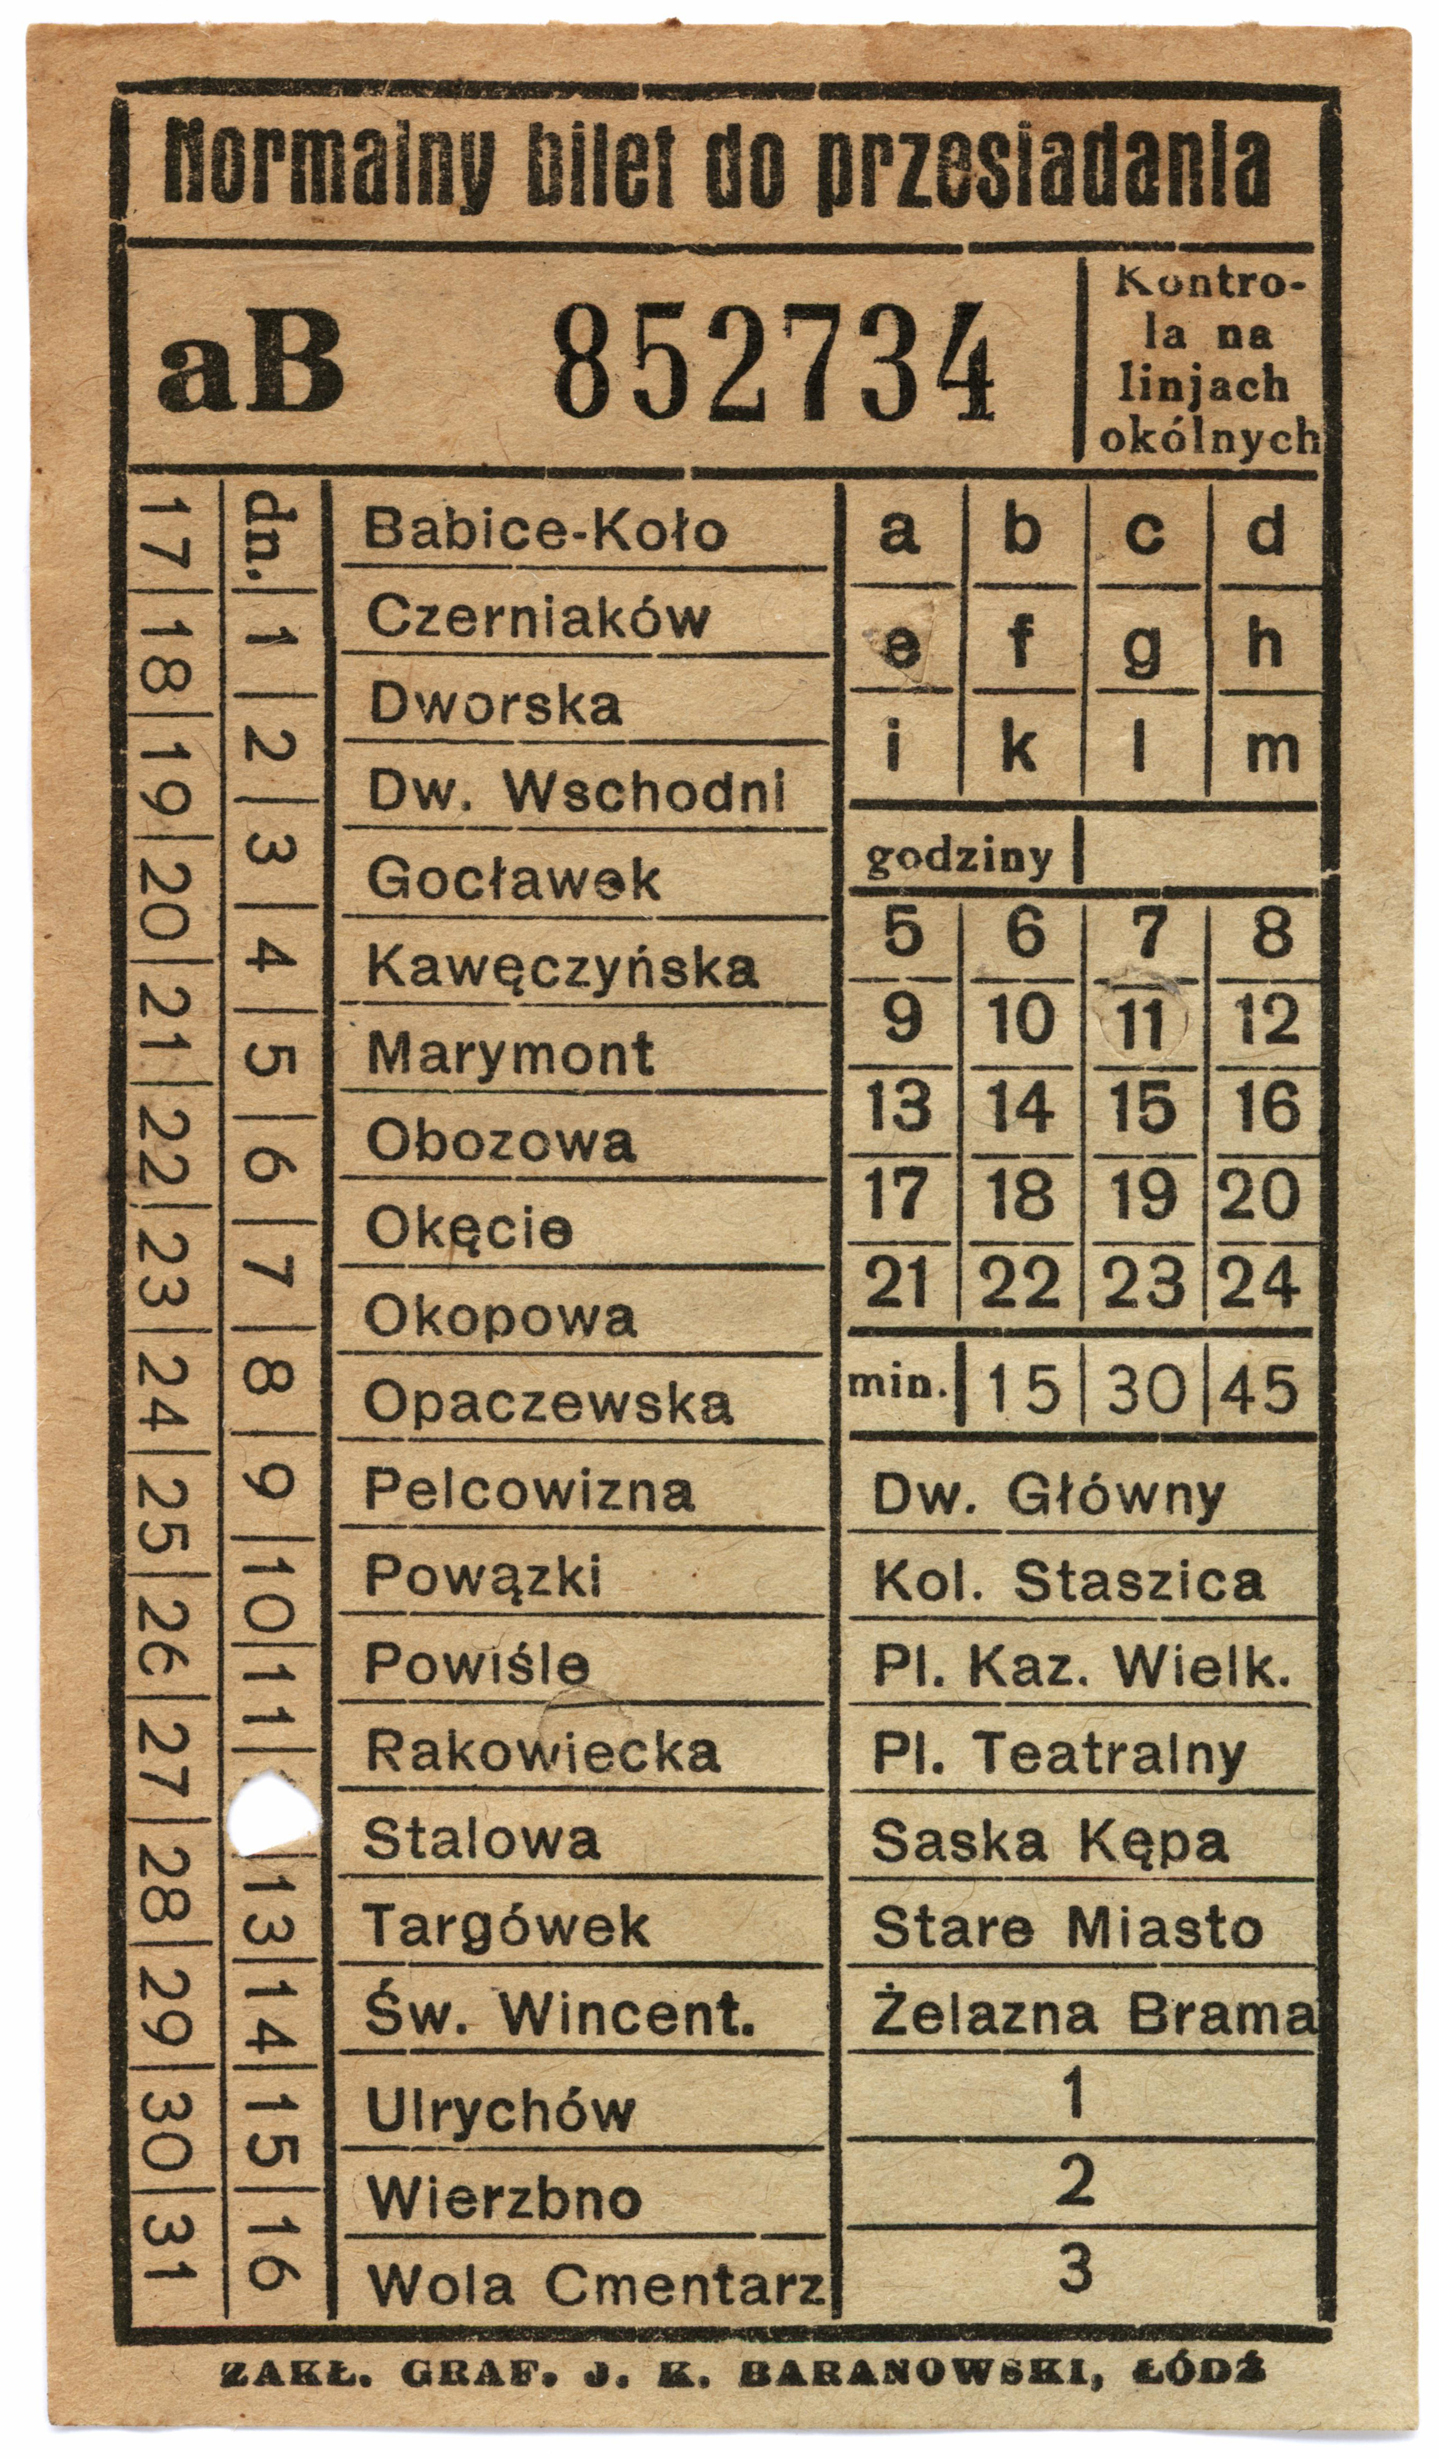 Normalny bilet do przesiadania
aB 852734
Kontro-
la na
linjach
okólnych
17 18 19 20 21 22 23 24 25 26 27 28 29 30 31
dn. 1 2 3 4 5 6 7 8 9 10 11 13 14 15 16
Babice-Koło
Czerniaków
Dworska
Dw. Wschodni
Gocławek
Kawęczyńska
Marymont
Obozowa
Okęcie
Okopowa
Opaczewska
Pelcowizna
Powązki
Powiśle
Rakowiecka
Stalowa
Targówek
Św. Wincent.
Ulrychów
Wierzbno
Wola Cmentarz
a b c d
e f g h
i k l m
godziny
5 6 7 8
9 10 11 12
13 14 15 16
17 18 19 20
21 22 23 24
min. 15 30 45
Dw. Główny
Kol. Staszica
Pl. Kaz. Wielk.
Pl. Teatralny
Saska Kępa
Stare Miasto
Żelazna Brama
1
2
3
ZAKŁ. GRAF. J. K. BARANOWSKI, ŁÓDŹ